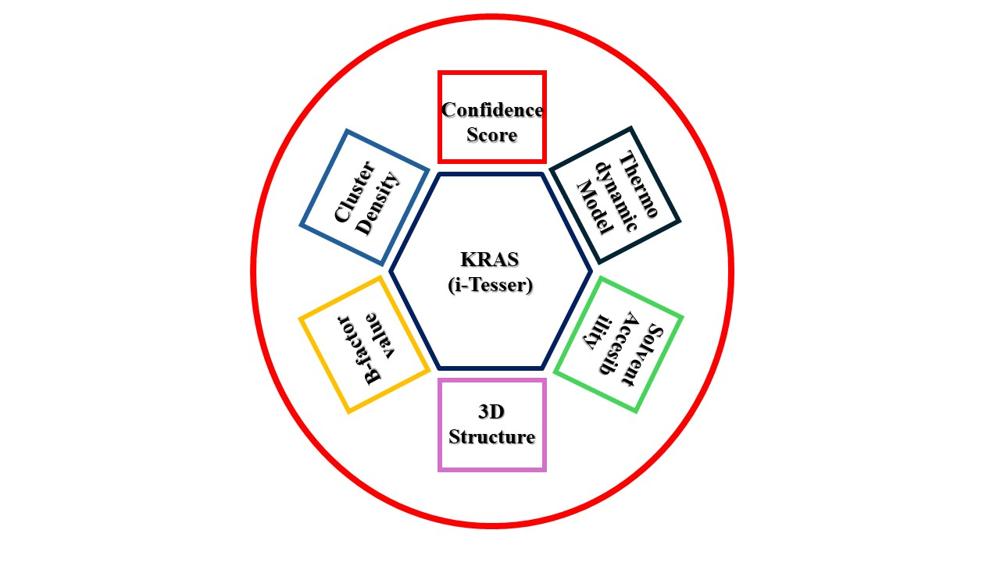 Confidence
Score
Thermo
dynamic
Model
Solvent
Accesib
ility
3D
Structure
B-factor
value
Cluster
Density
KRAS
(i-Tesser)